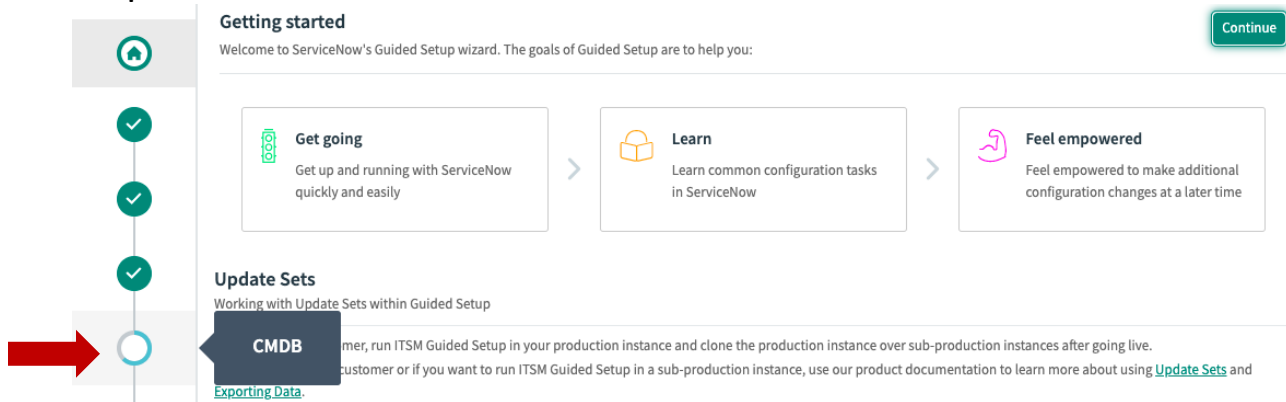 Getting started
Continue
Welcome to ServiceNow's Guided Setup wizard. The goals of Guided Setup are to help you:
Get going
Get up and running with ServiceNow
quickly and easily
Learn
Learn common configuration tasks
in ServiceNow
Feel empowered
Feel empowered to make additional
configuration changes at a later time
Update Sets
Working with Update Sets within Guided Setup
CMDB
mer, run ITSM Guided Setup in your production instance and clone the production instance over sub-production instances after going live.
customer or if you want to run ITSM Guided Setup in a sub-production instance, use our product documentation to learn more about using Update Sets and
Exporting Data.